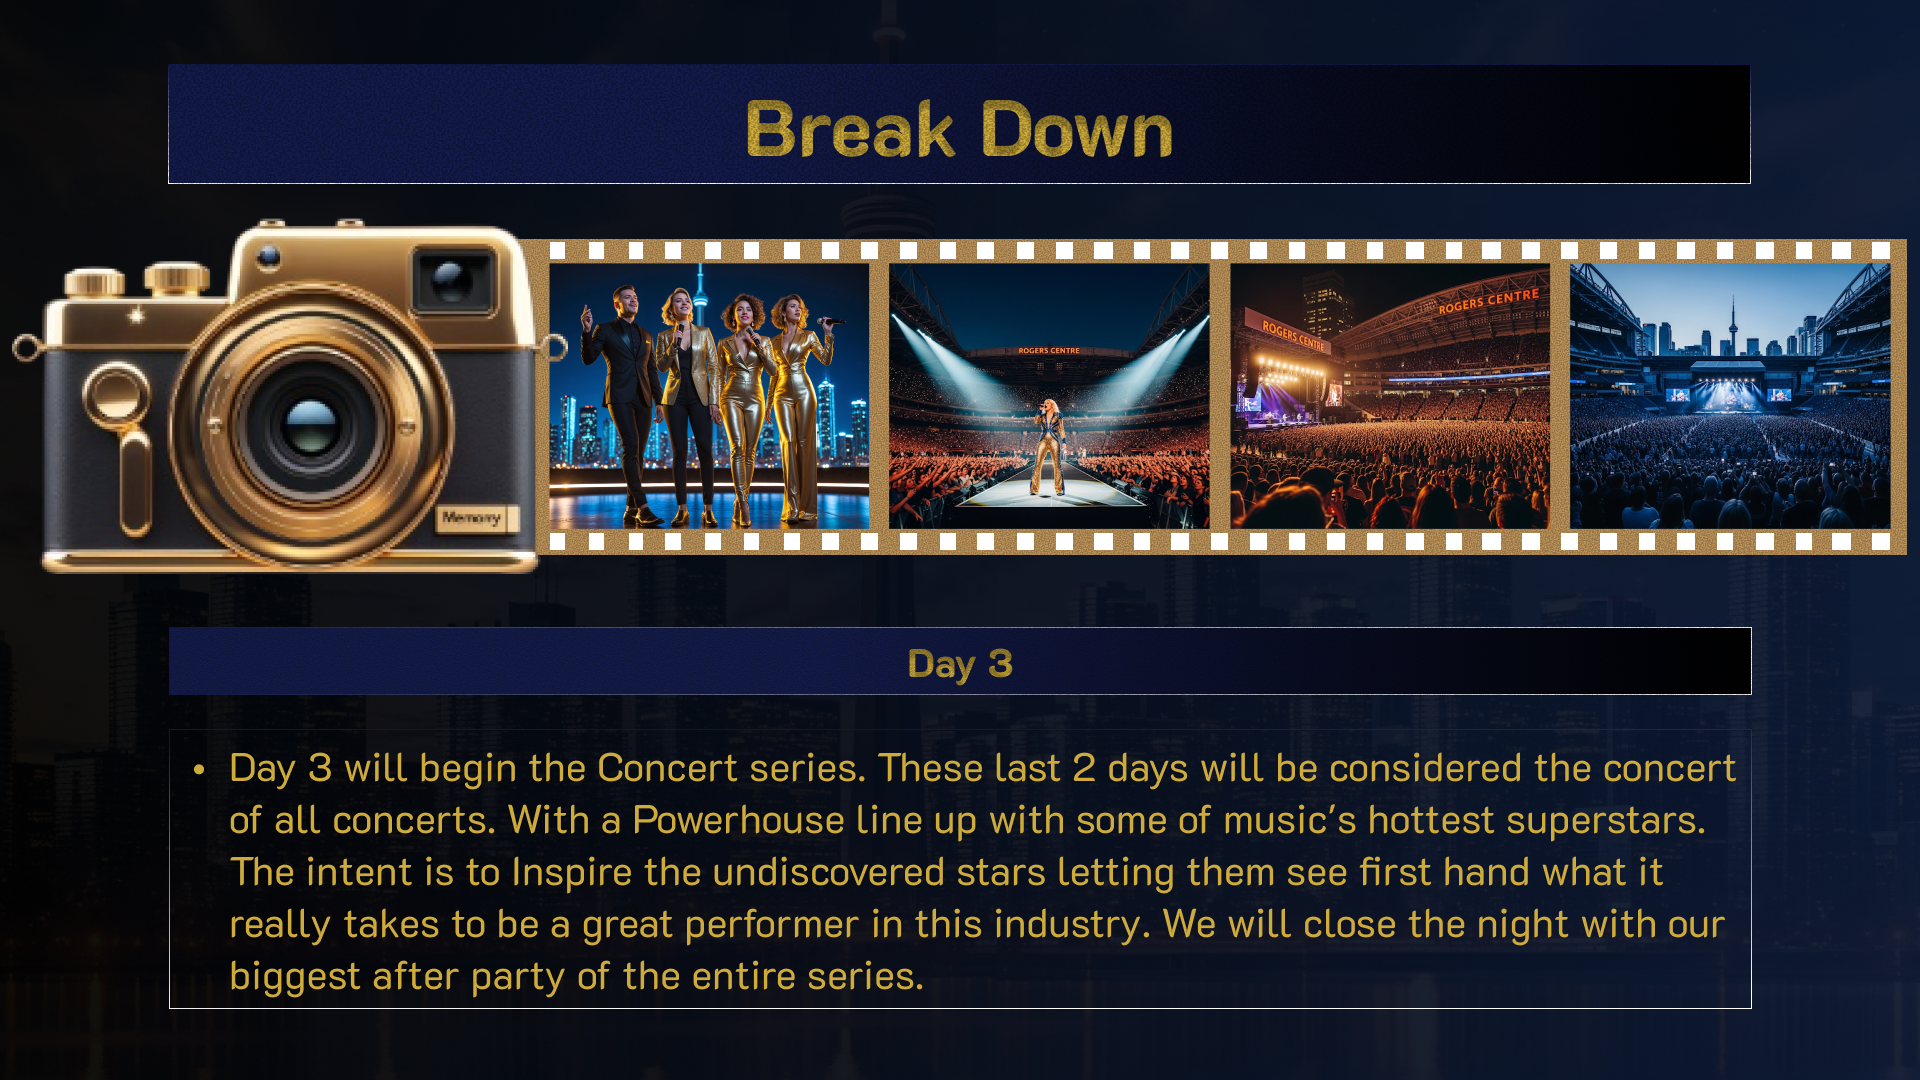 Break Down
Memory
ROGERS CENTRE
ROGERS CENTRE
ROGERS CENTRE
Day 3
• Day 3 will begin the Concert series. These last 2 days will be considered the concert
of all concerts. With a Powerhouse line up with some of music's hottest superstars.
The intent is to Inspire the undiscovered stars letting them see first hand what it
really takes to be a great performer in this industry. We will close the night with our
biggest after party of the entire series.